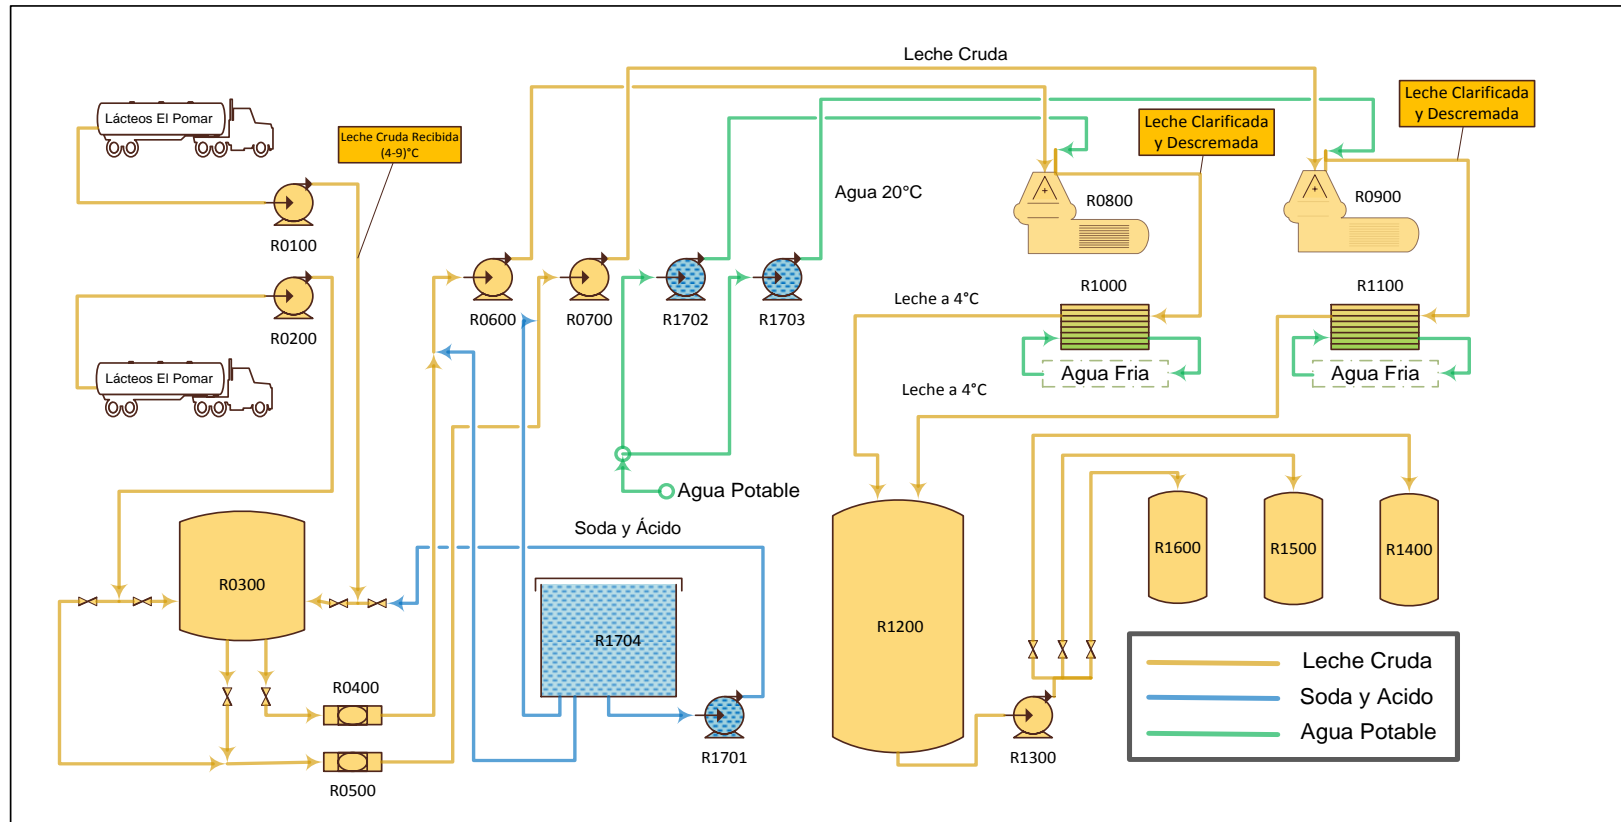 Leche Cruda
Lácteos El Pomar
Leche Cruda Recibida
(4-9)°C
Leche Clarificada
y Descremada
Leche Clarificada
y Descremada
Agua 20°C
R0100
R0800
R0900
R0200
R0600
R0700
R1702
R1703
R1000
R1100
Leche a 4°C
Lácteos El Pomar
Agua Fria
Agua Fria
Leche a 4°C
Agua Potable
Soda y Ácido
R0300
R1704
R1200
R1600
R1500
R1400
R0400
R0500
R1701
R1300
Leche Cruda
Soda y Acido
Agua Potable